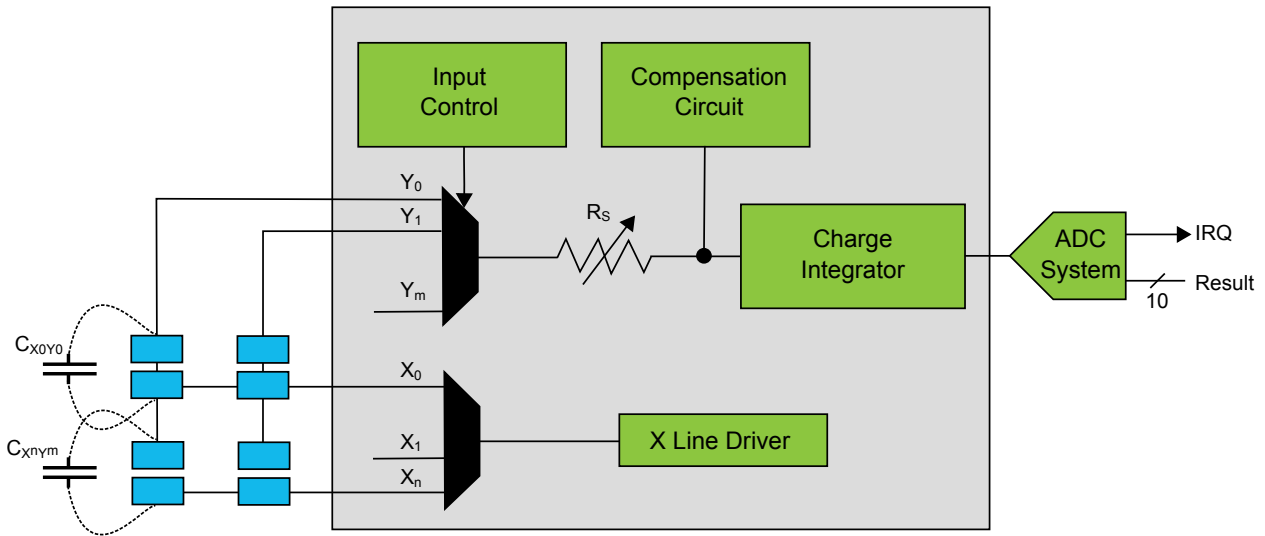 Input
Control
Compensation
Circuit
Y0
Y1
RS
Ym
Charge
Integrator
ADC
System
IRQ
Result
10
CX0Y0
X0
CXnYm
X1
Xn
X Line Driver